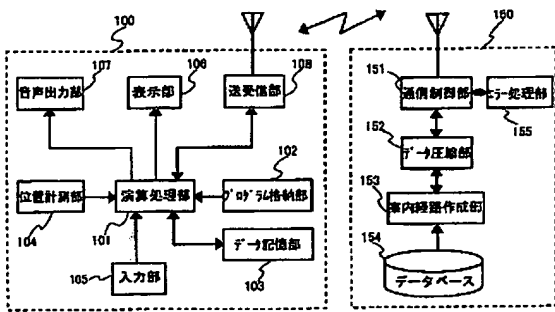 100
107
音声出力部
106
表示部
108
送受信部
102
位置計測部
104
演算処理部
101
プログラム格納部
データ記憶部
103
105
入力部
150
151
通信制御部
エラー処理部
155
152
データ圧縮部
153
案内経路作成部
154
データベース